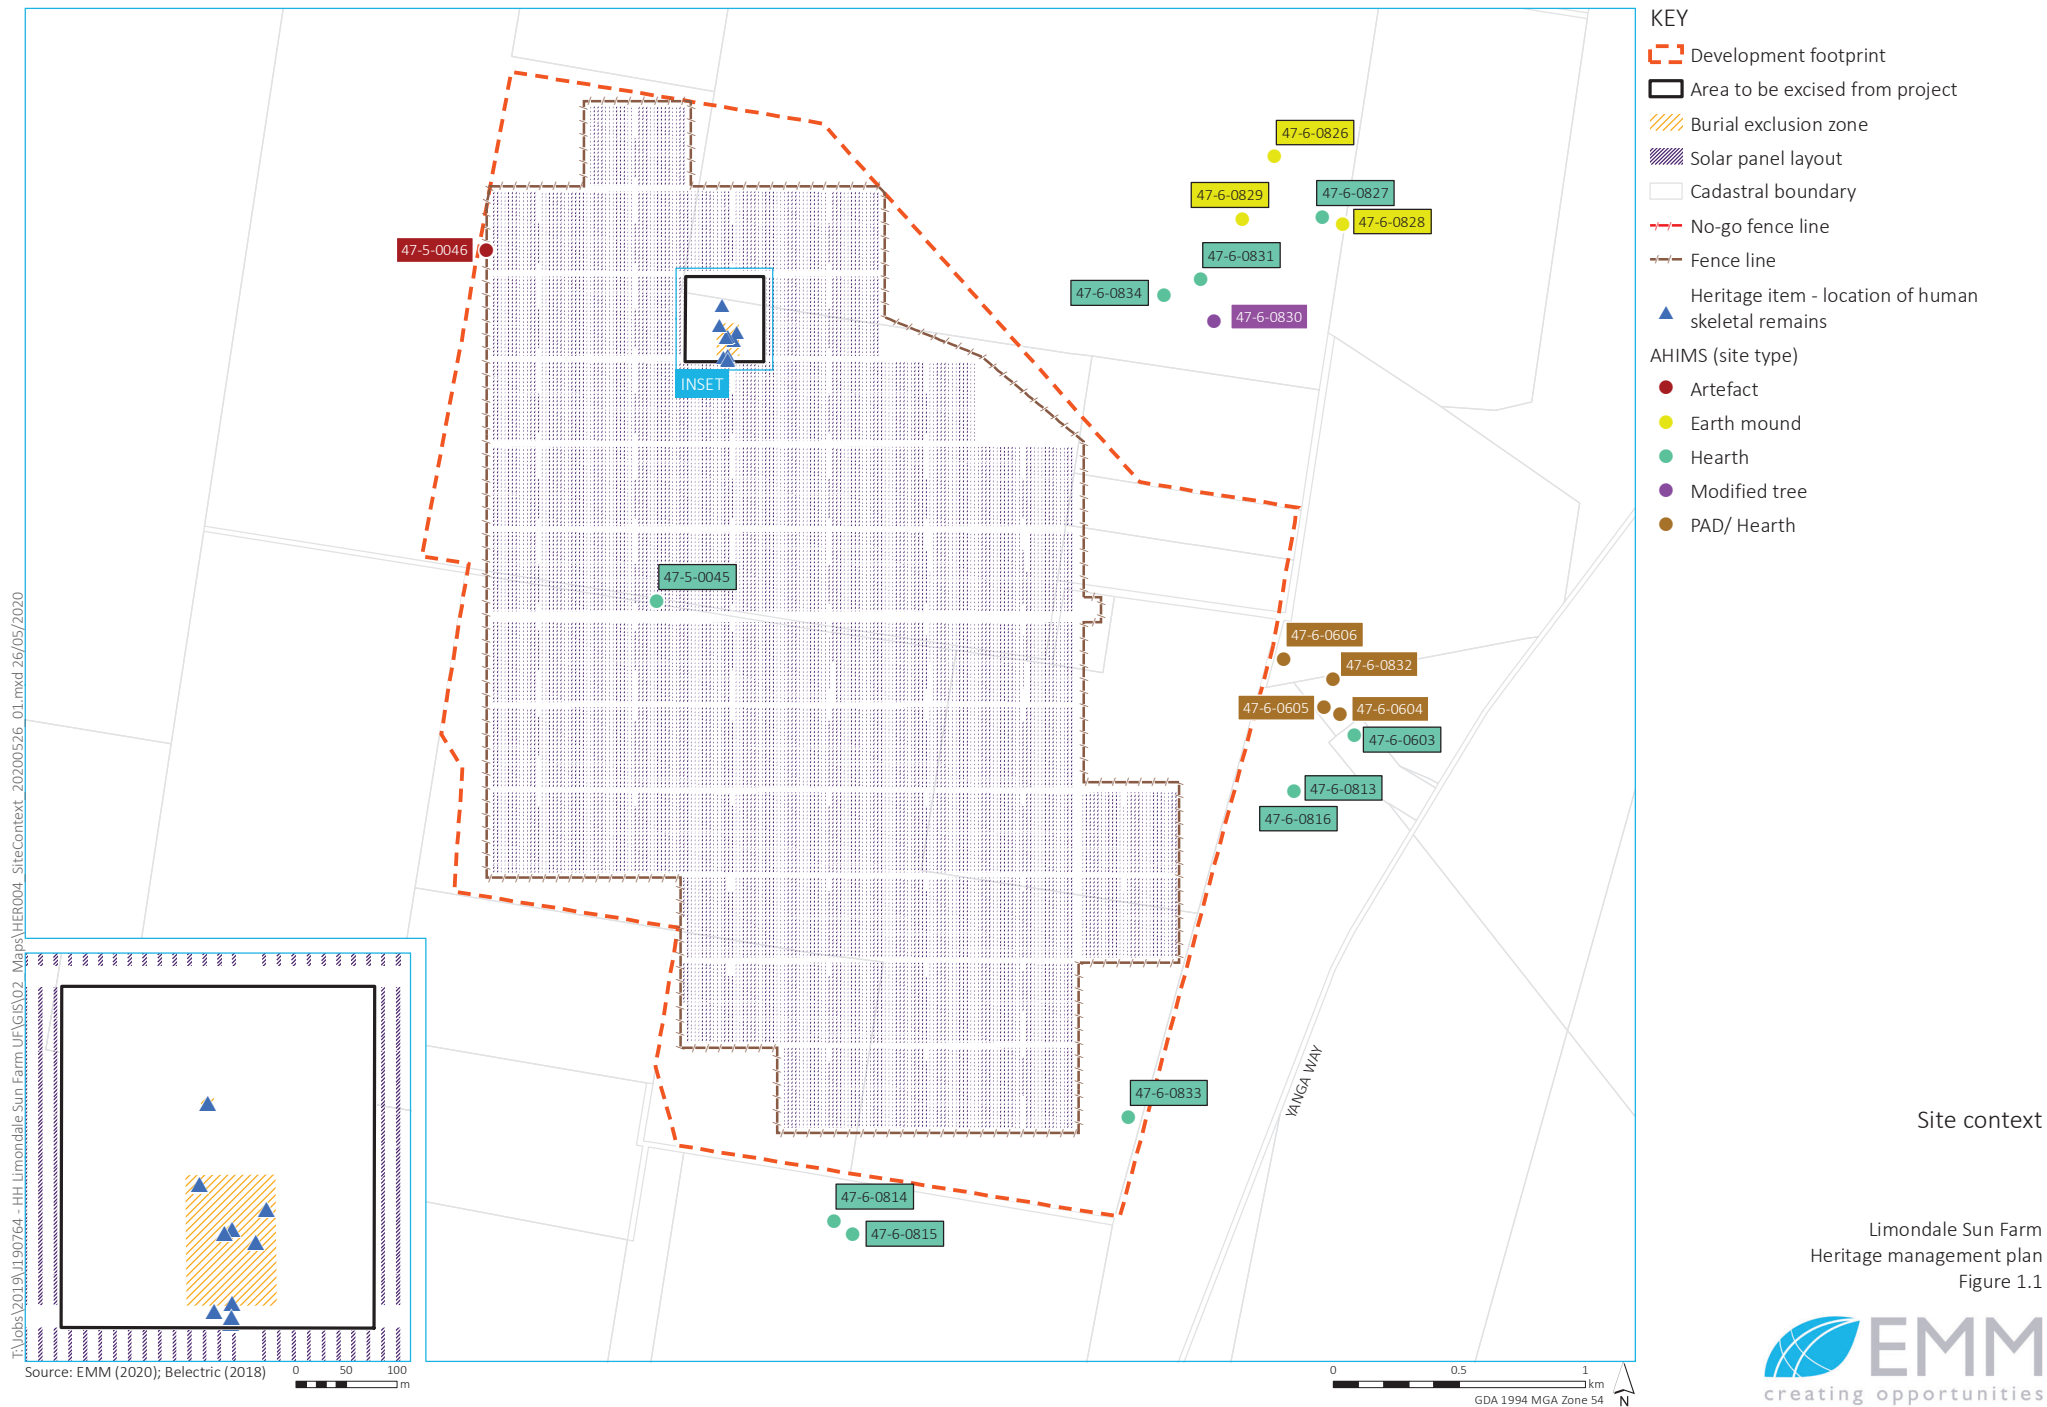 47-6-0826
47-6-0829
47-6-0827
47-6-0828
47-5-0046
47-6-0831
47-6-0834
47-6-0830
INSET
47-5-0045
47-6-0606
47-6-0832
47-6-0605
47-6-0604
47-6-0603
47-6-0813
47-6-0816
47-6-0833
YANGA WAY
47-6-0814
47-6-0815
KEY
Development footprint
Area to be excised from project
Burial exclusion zone
Solar panel layout
Cadastral boundary
No-go fence line
Fence line
Heritage item - location of human
skeletal remains
AHIMS (site type)
Artefact
Earth mound
Hearth
Modified tree
PAD/ Hearth
Site context
Limondale Sun Farm
Heritage management plan
Figure 1.1
EMM
creating opportunities
T:\Jobs\2019\J190764 - HH Limondale Sun Farm UF\GIS\02_Maps\HER004_SiteContext_20200526_01.mxd 26/05/2020
Source: EMM (2020); Belectric (2018)
0 50 100
m
0 0.5 1
km
GDA 1994 MGA Zone 54
N